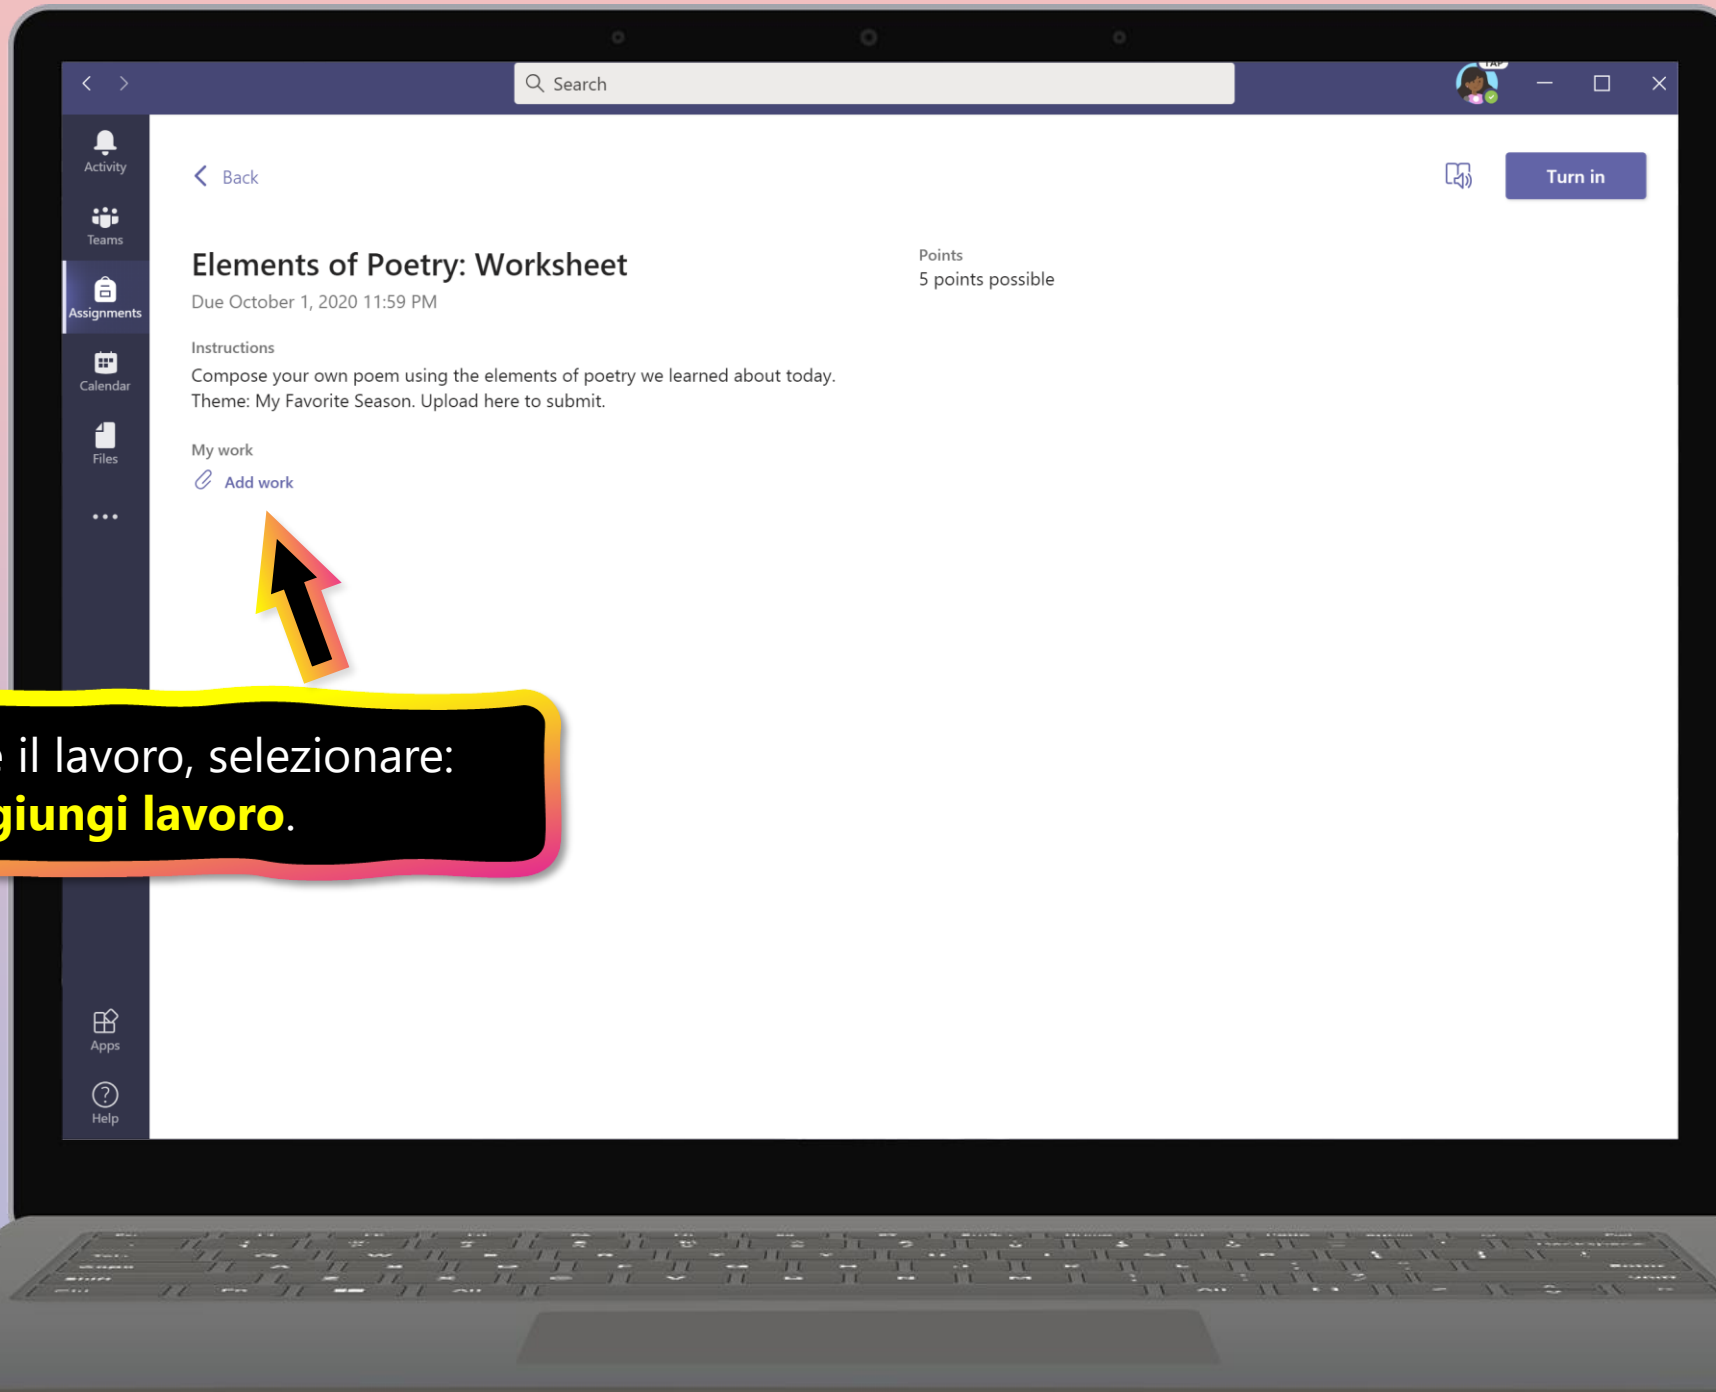 Search
TAP
Activity
Back
Turn in
Teams
Elements of Poetry: Worksheet
Points
Due October 1, 2020 11:59 PM
5 points possible
Assignments
Instructions
Compose your own poem using the elements of poetry we learned about today.
Theme: My Favorite Season. Upload here to submit.
Calendar
My work
Files
Add work
e il lavoro, selezionare:
giungi lavoro.
Apps
Help